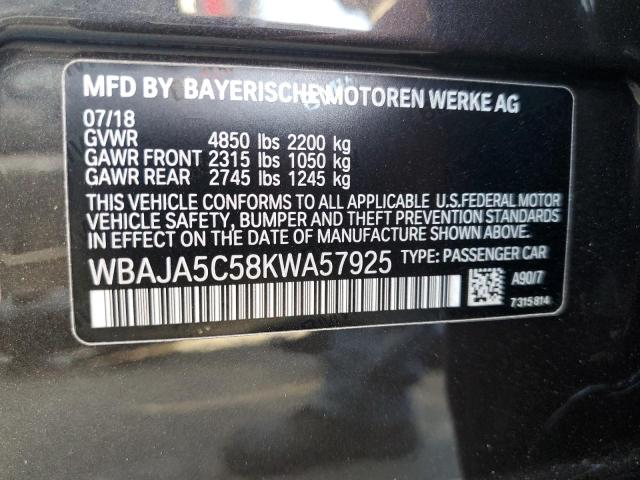 MFD BY BAYERISCHE MOTOREN WERKE AG
07/18
GVWR 4850 lbs 2200 kg
GAWR FRONT 2315 lbs 1050 kg
GAWR REAR 2745 lbs 1245 kg
THIS VEHICLE CONFORMS TO ALL APPLICABLE U.S.FEDERAL MOTOR
VEHICLE SAFETY, BUMPER AND THEFT PREVENTION STANDARDS
IN EFFECT ON THE DATE OF MANUFACTURE SHOWN ABOVE.
WBAJA5C58KWA57925 TYPE: PASSENGER CAR
A90/7
7315814